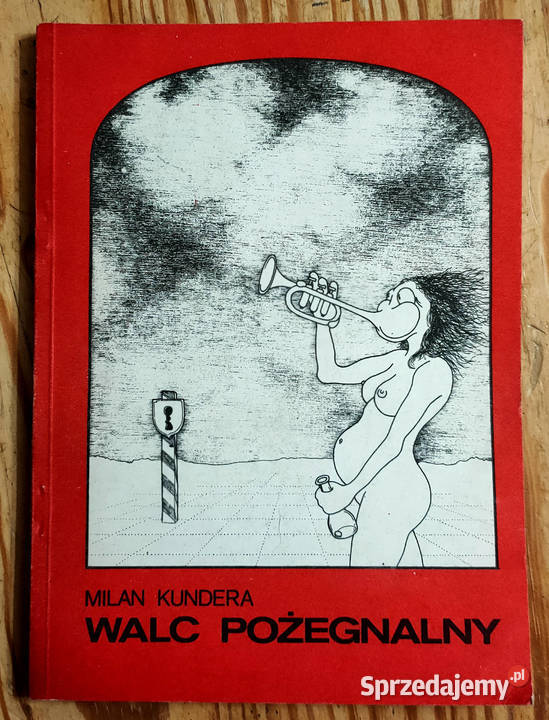 MILAN KUNDERA
WALC POŻEGNALNY
Sprzedajemy.pl